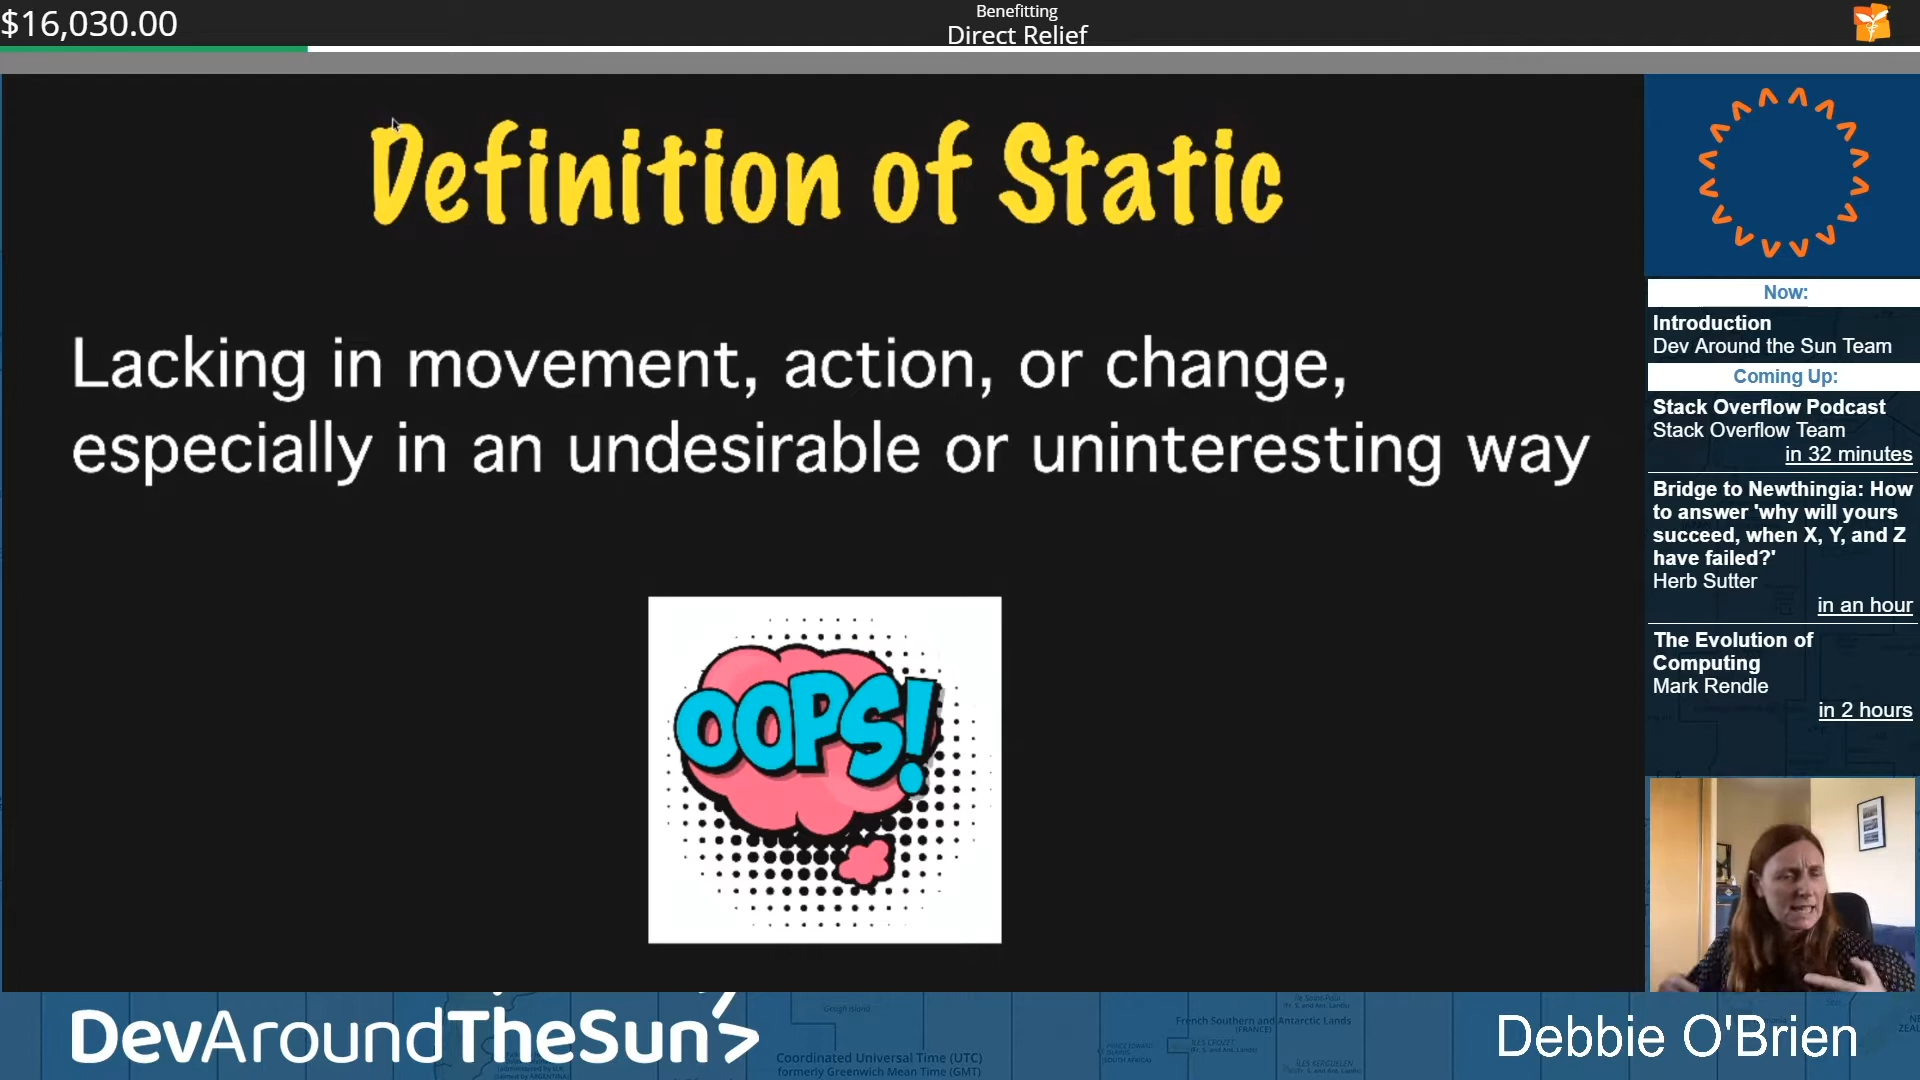 $16,030.00
Benefitting
Direct Relief
Definition of Static
Lacking in movement, action, or change,
especially in an undesirable or uninteresting way
OOPS!
Now:
Introduction
Dev Around the Sun Team
Coming Up:
Stack Overflow Podcast
Stack Overflow Team
in 32 minutes
Bridge to Newthingia: How
to answer 'why will yours
succeed, when X, Y, and Z
have failed?'
Herb Sutter
in an hour
The Evolution of
Computing
Mark Rendle
in 2 hours
DevAroundTheSun
Coordinated Universal Time (UTC)
formerly Greenwich Mean Time (GMT)
French Southern and Antarctic Lands
(FRANCE)
Debbie O'Brien